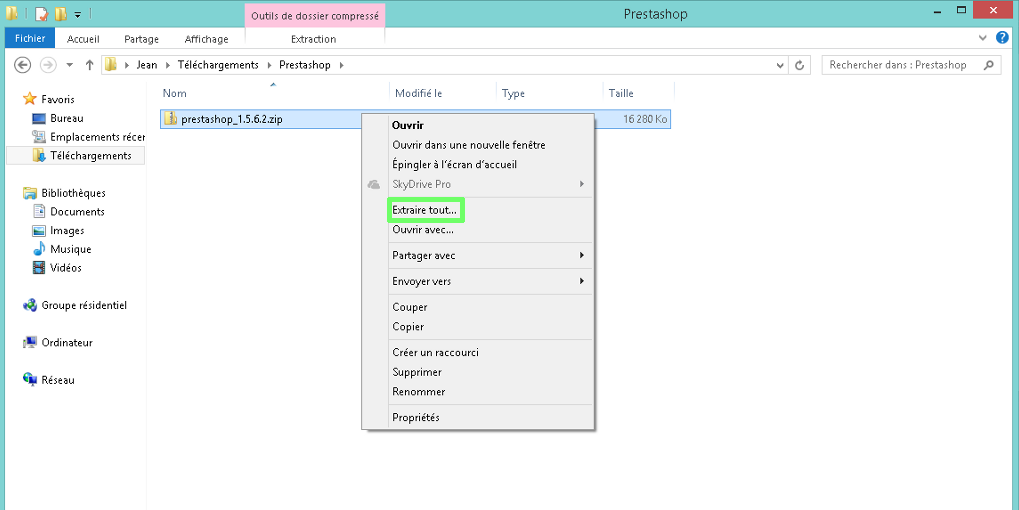 Outils de dossier compressé
Prestashop
Fichier
Accueil
Partage
Affichage
Extraction
Jean
Téléchargements
Prestashop
Rechercher dans : Prestashop
Nom
Modifié le
Type
Taille
Favoris
Bureau
Emplacements récer
Téléchargements
Bibliothèques
Documents
Images
Musique
Vidéos
Groupe résidentiel
Ordinateur
Réseau
prestashop_1.5.6.2.zip
16 280 Ko
Ouvrir
Ouvrir dans une nouvelle fenêtre
Épingler à l'écran d'accueil
SkyDrive Pro
Extraire tout...
Ouvrir avec...
Partager avec
Envoyer vers
Couper
Copier
Créer un raccourci
Supprimer
Renommer
Propriétés